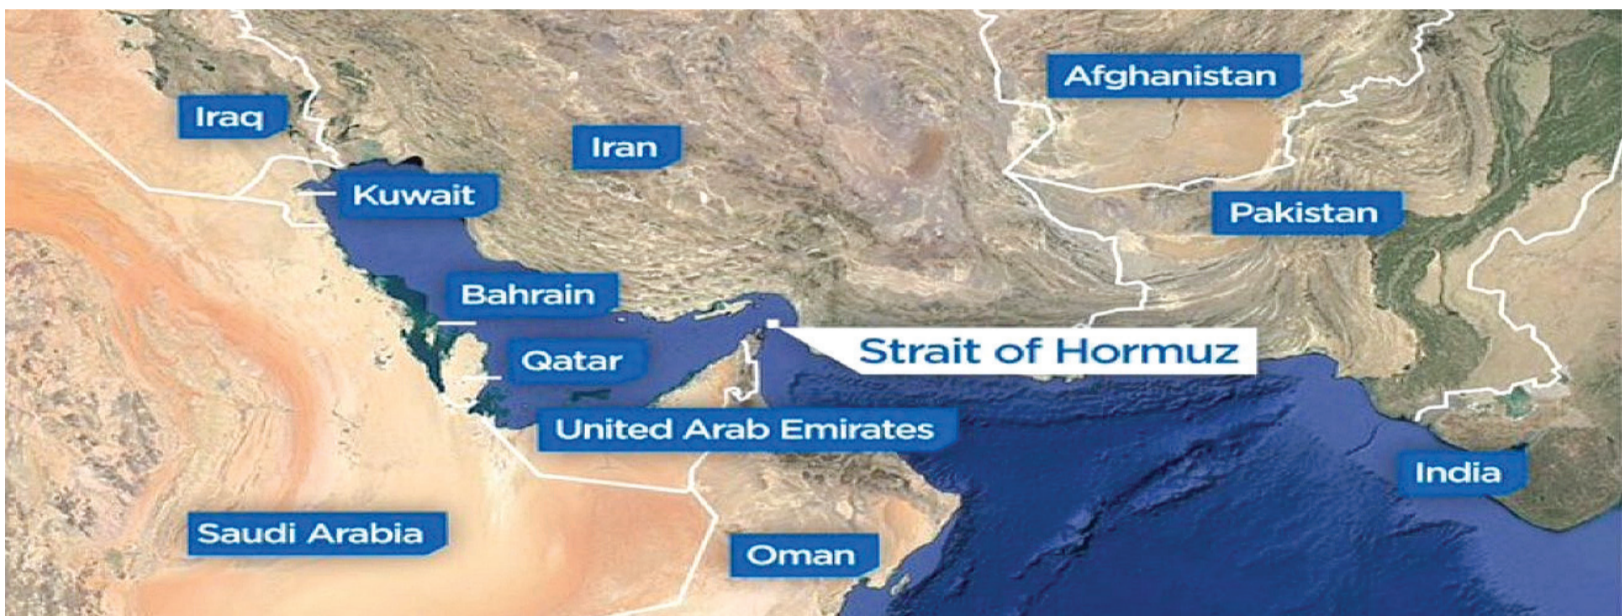 Afghanistan
Iraq
Iran
Kuwait
Pakistan
Bahrain
Strait of Hormuz
Qatar
United Arab Emirates
India
Saudi Arabia
Oman